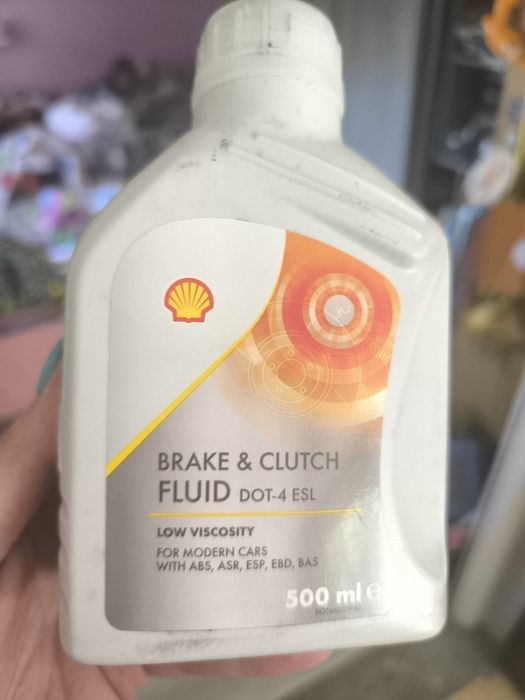 BRAKE & CLUTCH
FLUID DOT-4 ESL
LOW VISCOSITY
FOR MODERN CARS
WITH ABS, ASR, ESP, EBD, BAS
500 ml e